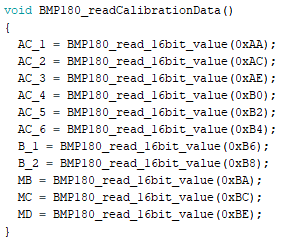 void BMP180_readCalibrationData()
{
  AC_1 = BMP180_read_16bit_value(0xAA);
  AC_2 = BMP180_read_16bit_value(0xAC);
  AC_3 = BMP180_read_16bit_value(0xAE);
  AC_4 = BMP180_read_16bit_value(0xB0);
  AC_5 = BMP180_read_16bit_value(0xB2);
  AC_6 = BMP180_read_16bit_value(0xB4);
  B_1 = BMP180_read_16bit_value(0xB6);
  B_2 = BMP180_read_16bit_value(0xB8);
  MB = BMP180_read_16bit_value(0xBA);
  MC = BMP180_read_16bit_value(0xBC);
  MD = BMP180_read_16bit_value(0xBE);
}